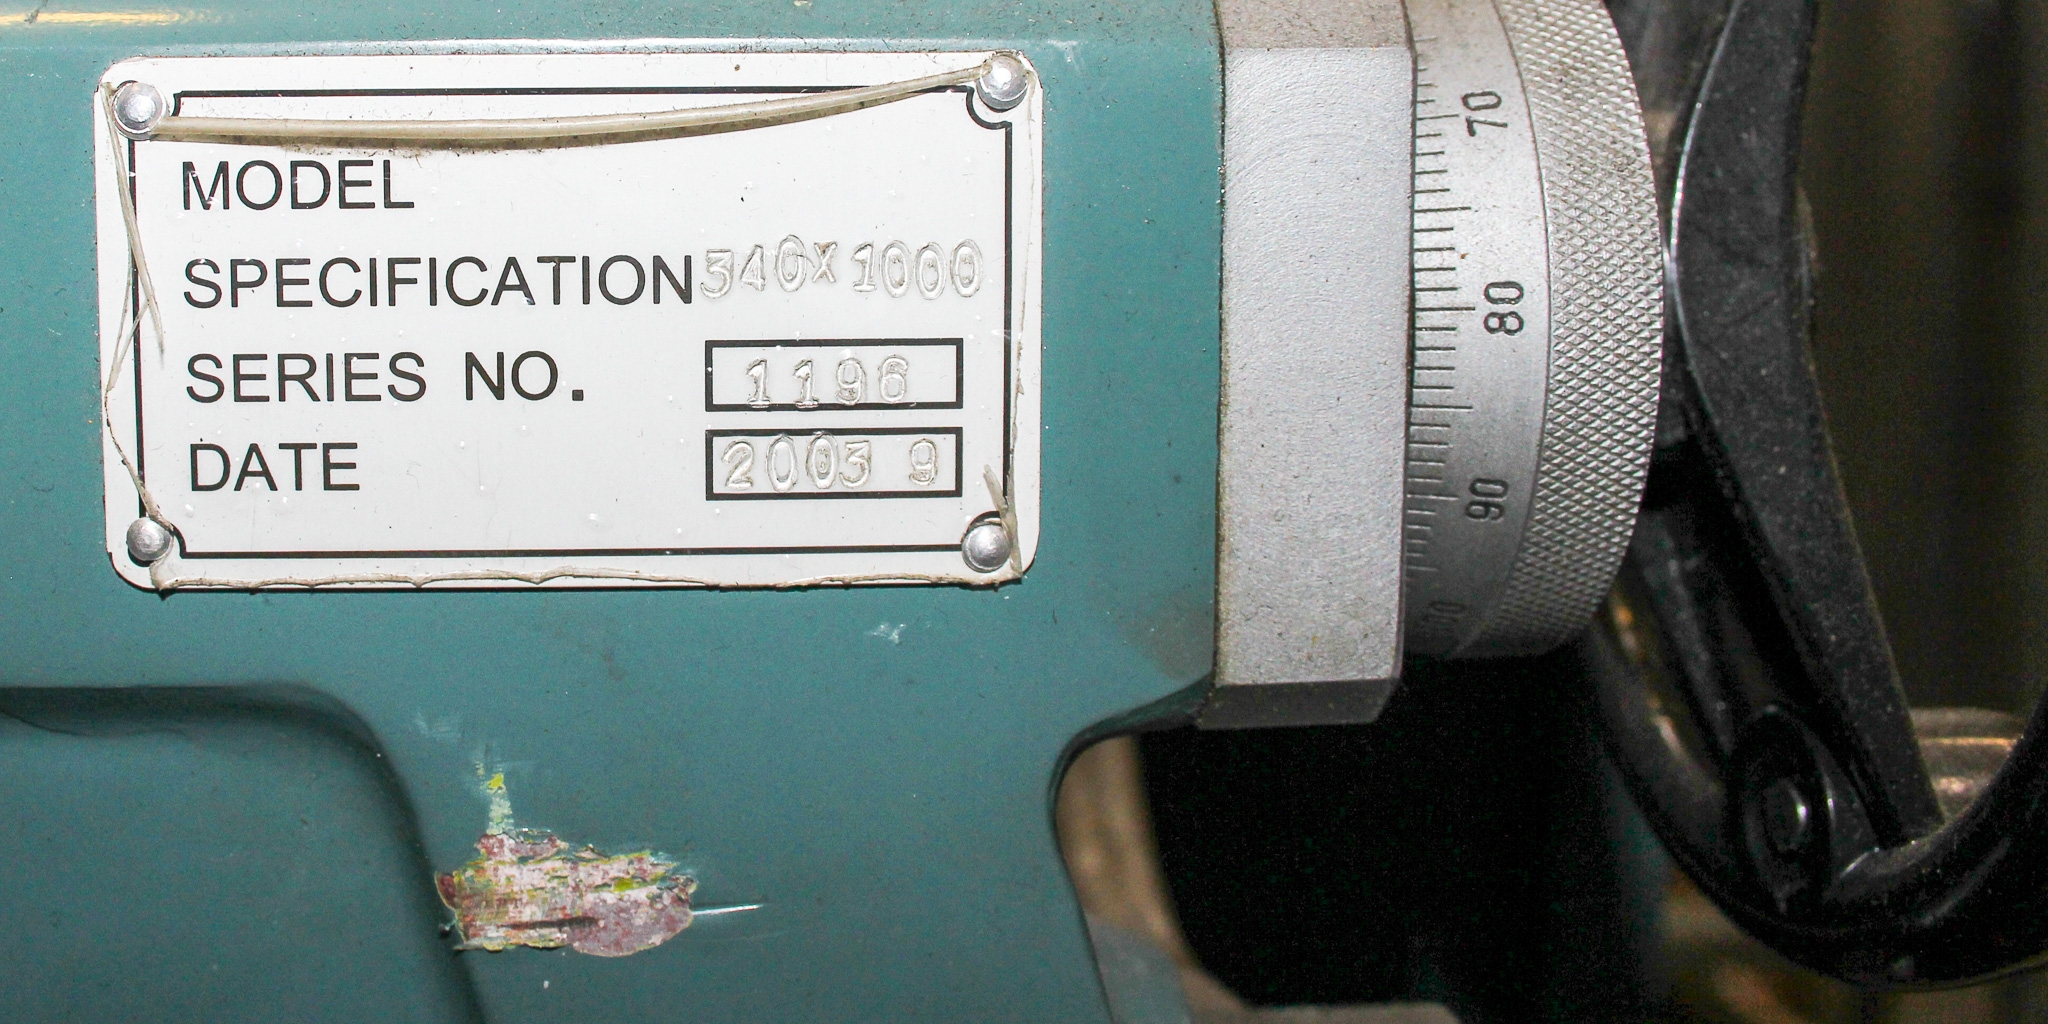 MODEL
SPECIFICATION 340x1000
SERIES NO. 1196
DATE 2003 9
70
80
90